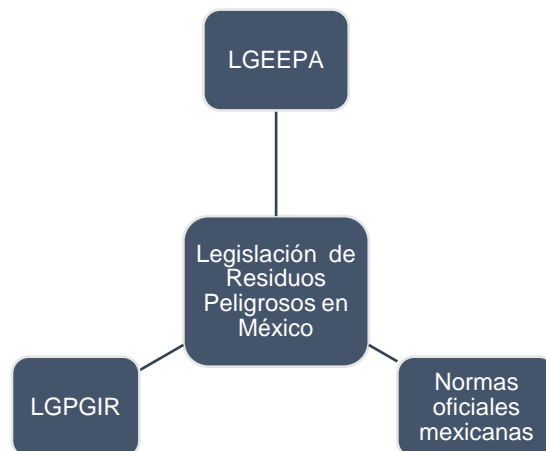 LGEEPA
Legislación de
Residuos
Peligrosos en
México
LGPGIR
Normas
oficiales
mexicanas